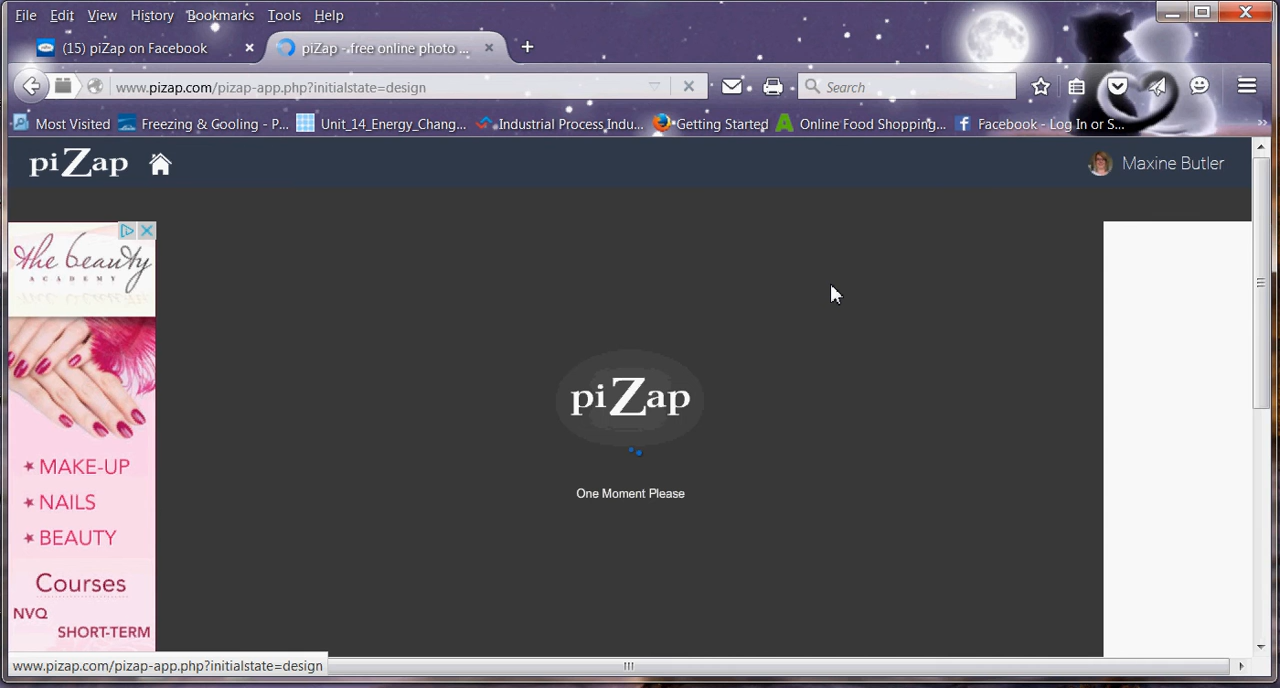 File Edit View History Bookmarks Tools Help
(15) piZap on Facebook
piZap - free online photo ...
www.pizap.com/pizap-app.php?initialstate=design
Search
Most Visited
Freezing & Gooling - P...
Unit_14_Energy_Chang...
Industrial Process Indu...
Getting Started
Online Food Shopping...
Facebook - Log In or S...
piZap
Maxine Butler
the beauty
ACADEMY
MAKE-UP
NAILS
BEAUTY
Courses
NVQ
SHORT-TERM
piZap
One Moment Please
www.pizap.com/pizap-app.php?initialstate=design